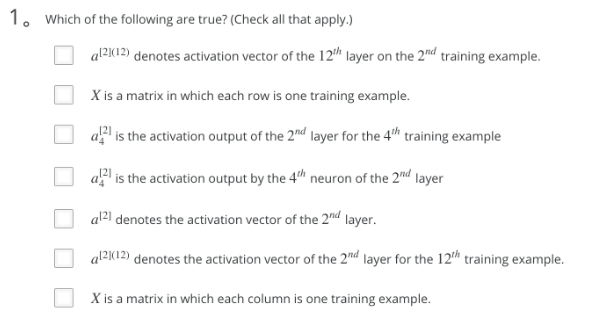 1. Which of the following are true? (Check all that apply.)
a^[2](12) denotes activation vector of the 12^th layer on the 2^nd training example.
X is a matrix in which each row is one training example.
a_4^[2] is the activation output of the 2^nd layer for the 4^th training example
a_4^[2] is the activation output by the 4^th neuron of the 2^nd layer
a^[2] denotes the activation vector of the 2^nd layer.
a^[2](12) denotes the activation vector of the 2^nd layer for the 12^th training example.
X is a matrix in which each column is one training example.